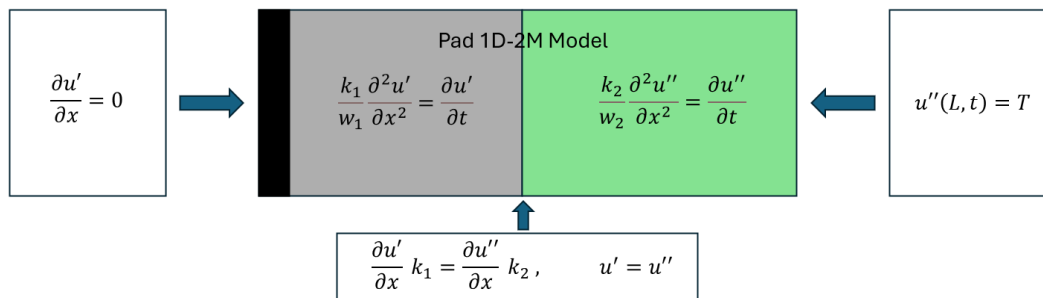 Pad 1D-2M Model
∂u′/∂x = 0
k₁/w₁ ∂²u′/∂x² = ∂u′/∂t
k₂/w₂ ∂²u′′/∂x² = ∂u′′/∂t
u′′(L, t) = T
∂u′/∂x k₁ = ∂u′′/∂x k₂ , u′ = u′′